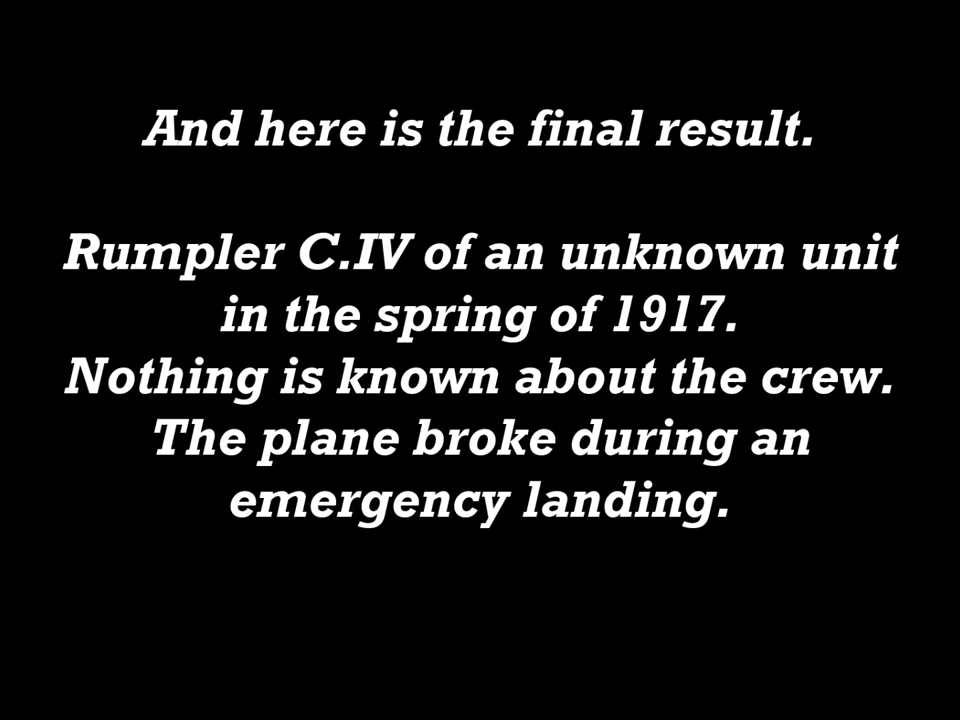 And here is the final result.
Rumpler C.IV of an unknown unit
in the spring of 1917.
Nothing is known about the crew.
The plane broke during an
emergency landing.